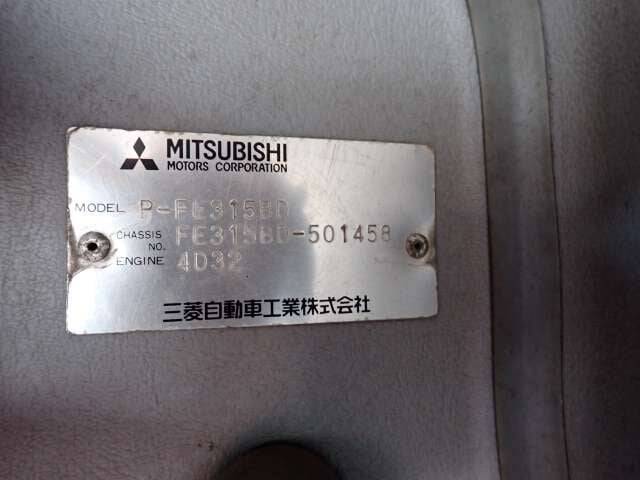 MITSUBISHI
MOTORS CORPORATION
MODEL P-FE315BD
CHASSIS NO. FE315BD-501458
ENGINE 4D32
三菱自動車工業株式会社